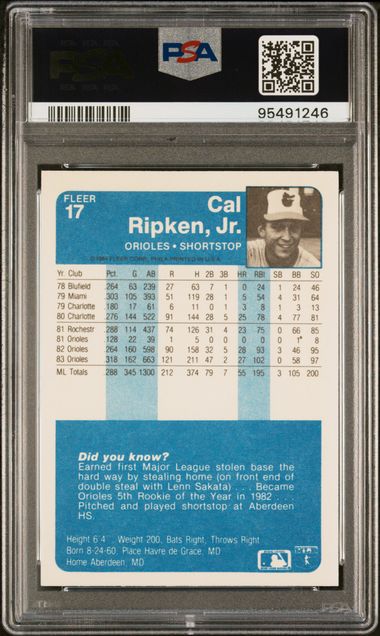 PSA
95491246
FLEER
17
Cal
Ripken, Jr.
ORIOLES • SHORTSTOP
© 1984 FLEER CORP., PHILA. PRINTED IN U.S.A.
Yr. Club Pct. G AB R H 2B 3B HR RBI SB BB SO
78 Bluefield 264 63 239 27 63 7 1 0 24 1 24 46
79 Miami 303 105 393 51 119 28 1 5 54 4 31 64
79 Charlotte 180 17 61 6 11 0 1 3 8 1 3 13
80 Charlotte 276 144 522 91 144 28 5 25 78 4 77 81
81 Rochestr 288 114 437 74 126 31 4 23 75 0 66 85
81 Orioles 128 22 39 1 5 0 0 0 0 0 1* 8
82 Orioles 264 160 598 90 158 32 5 28 93 3 46 95
83 Orioles 318 162 663 121 211 47 2 27 102 0 58 97
ML Totals 288 345 1300 212 374 79 7 55 195 3 105 200
Did you know?
Earned first Major League stolen base the
hard way by stealing home (on front end of
double steal with Lenn Sakata) . . . Became
Orioles 5th Rookie of the Year in 1982 . . .
Pitched and played shortstop at Aberdeen
HS.
Height 6'4 Weight 200, Bats Right, Throws Right
Born 8-24-60, Place Havre de Grace, MD
Home Aberdeen, MD